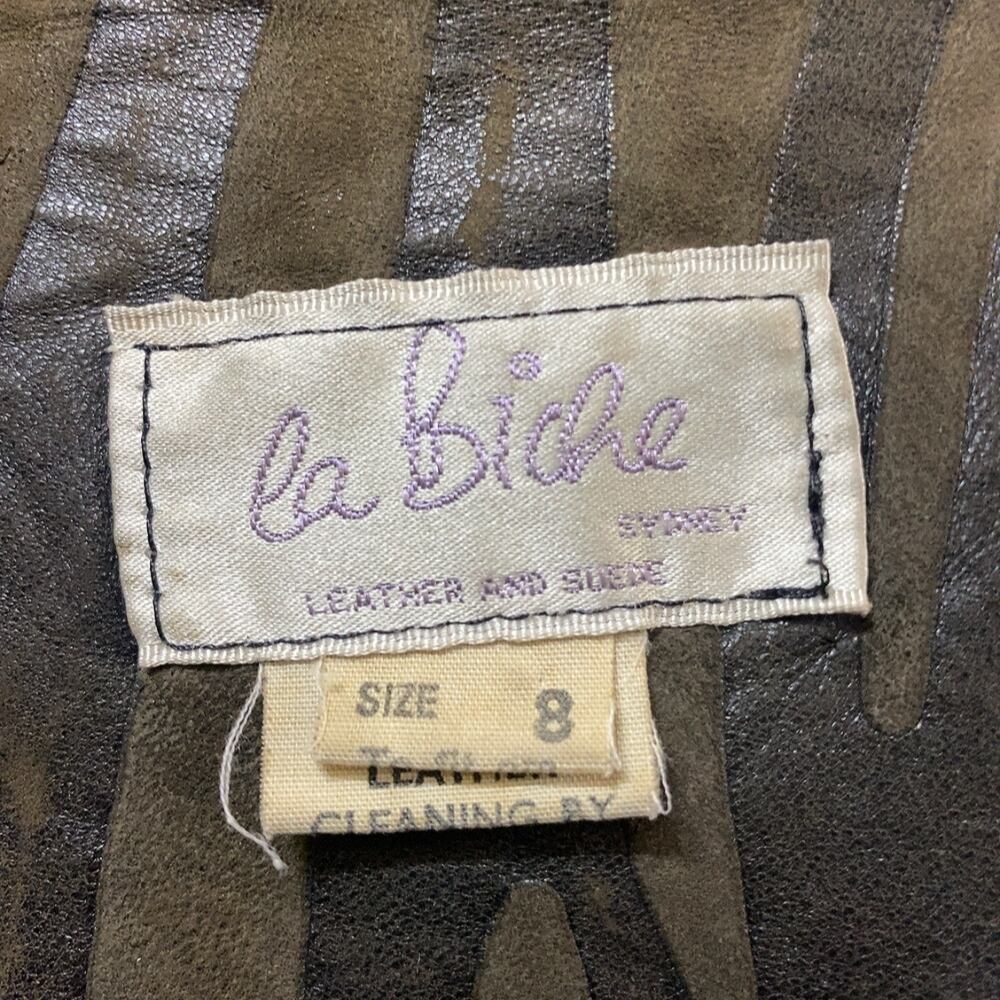 la Biche
SYDNEY
LEATHER AND SUEDE
SIZE 8
LEATHER
CLEANING BY